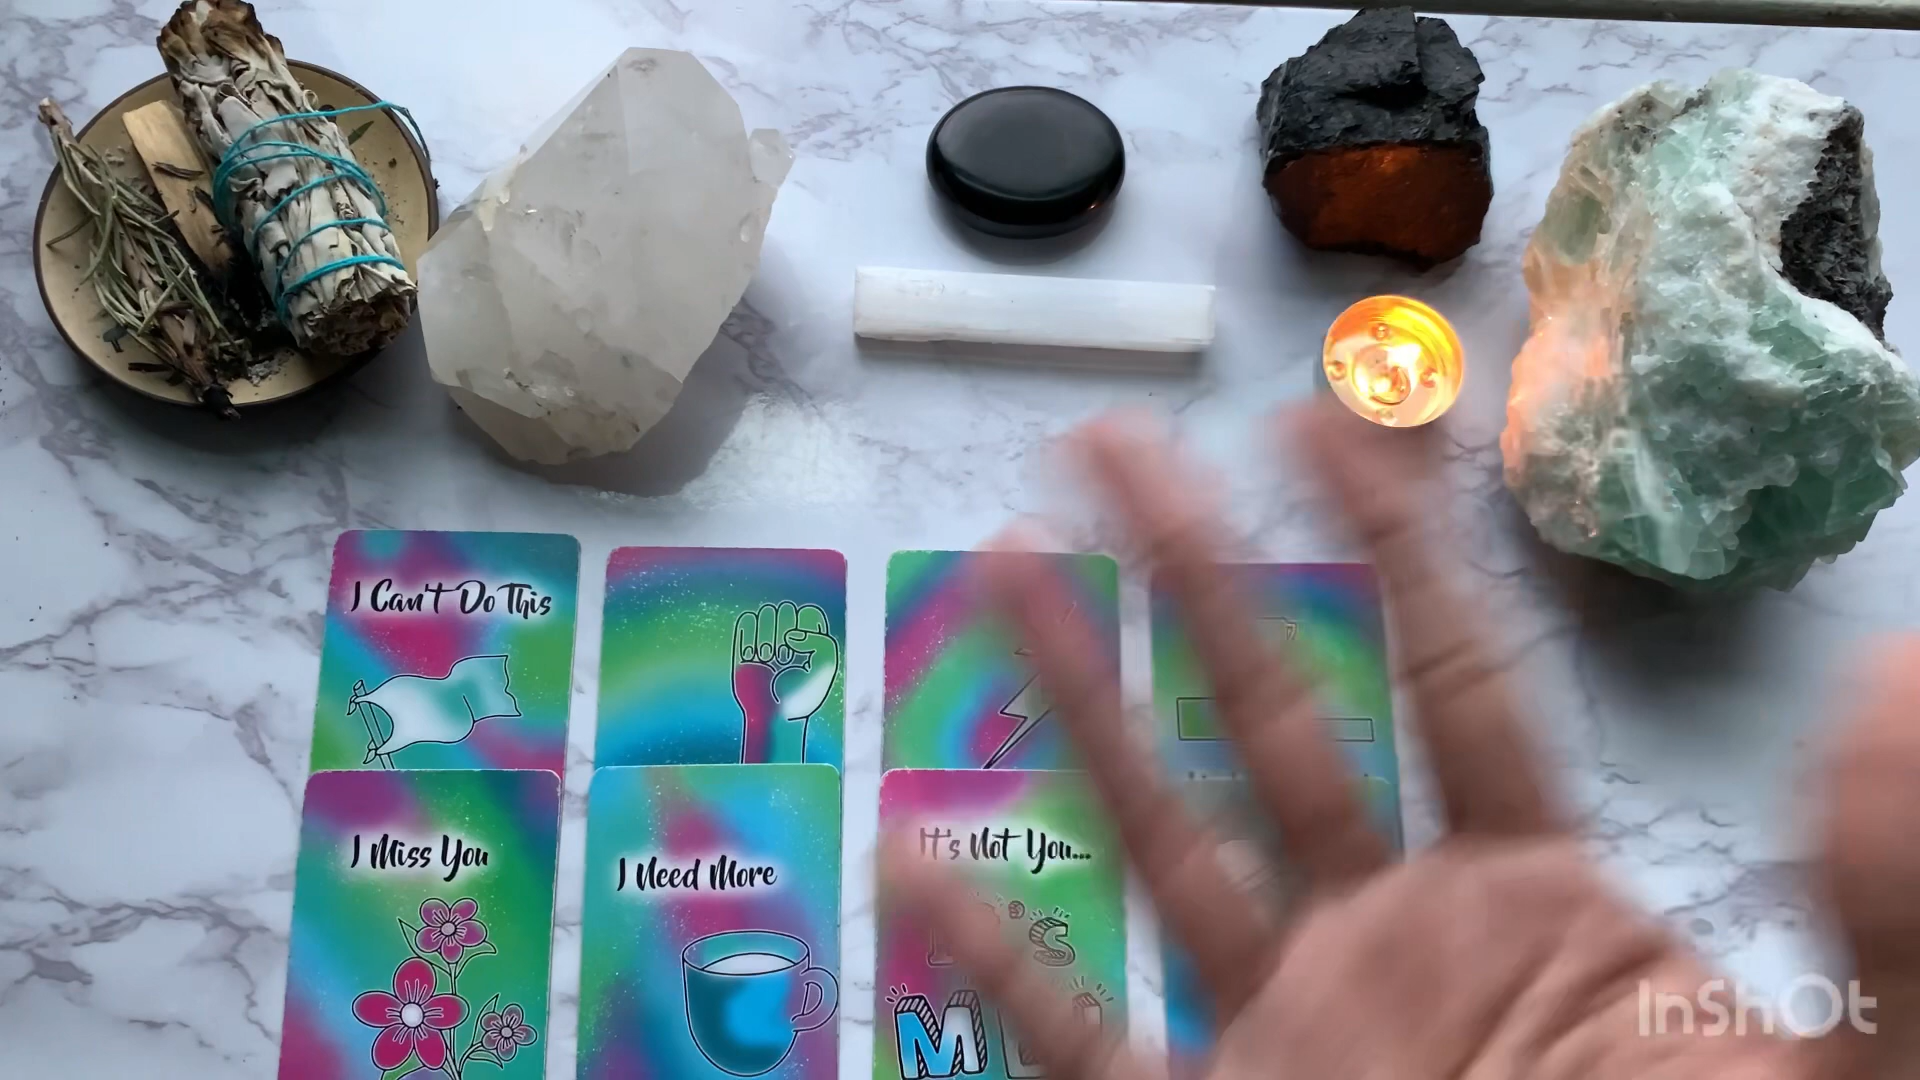 I Can't Do This
I Miss You
I Need More
It's Not You...
InShOt